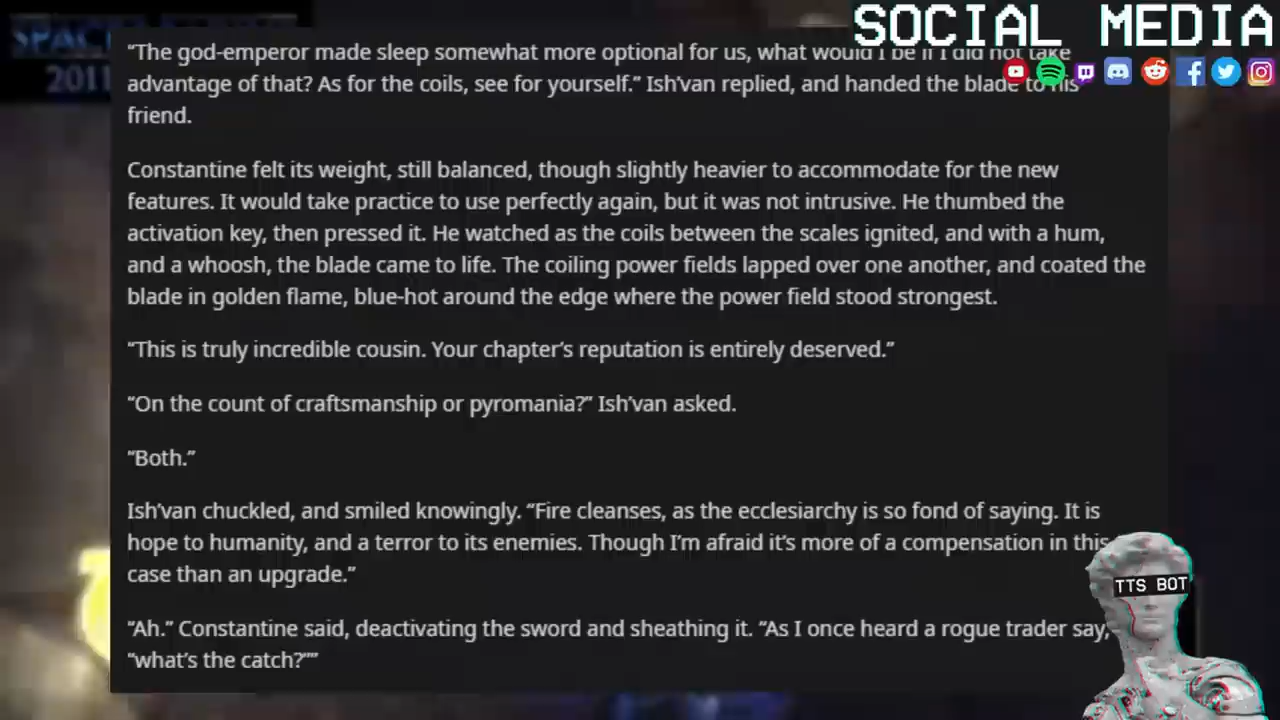 SOCIAL MEDIA
SPAC
2011
“The god-emperor made sleep somewhat more optional for us, what would I be if I did not take
advantage of that? As for the coils, see for yourself.” Ish’van replied, and handed the blade to his
friend.
Constantine felt its weight, still balanced, though slightly heavier to accommodate for the new
features. It would take practice to use perfectly again, but it was not intrusive. He thumbed the
activation key, then pressed it. He watched as the coils between the scales ignited, and with a hum,
and a whoosh, the blade came to life. The coiling power fields lapped over one another, and coated the
blade in golden flame, blue-hot around the edge where the power field stood strongest.
“This is truly incredible cousin. Your chapter’s reputation is entirely deserved.”
“On the count of craftsmanship or pyromania?” Ish’van asked.
“Both.”
Ish’van chuckled, and smiled knowingly. “Fire cleanses, as the ecclesiarchy is so fond of saying. It is
hope to humanity, and a terror to its enemies. Though I’m afraid it’s more of a compensation in this
case than an upgrade.”
“Ah.” Constantine said, deactivating the sword and sheathing it. “As I once heard a rogue trader say,
“what’s the catch?””
TTS BOT